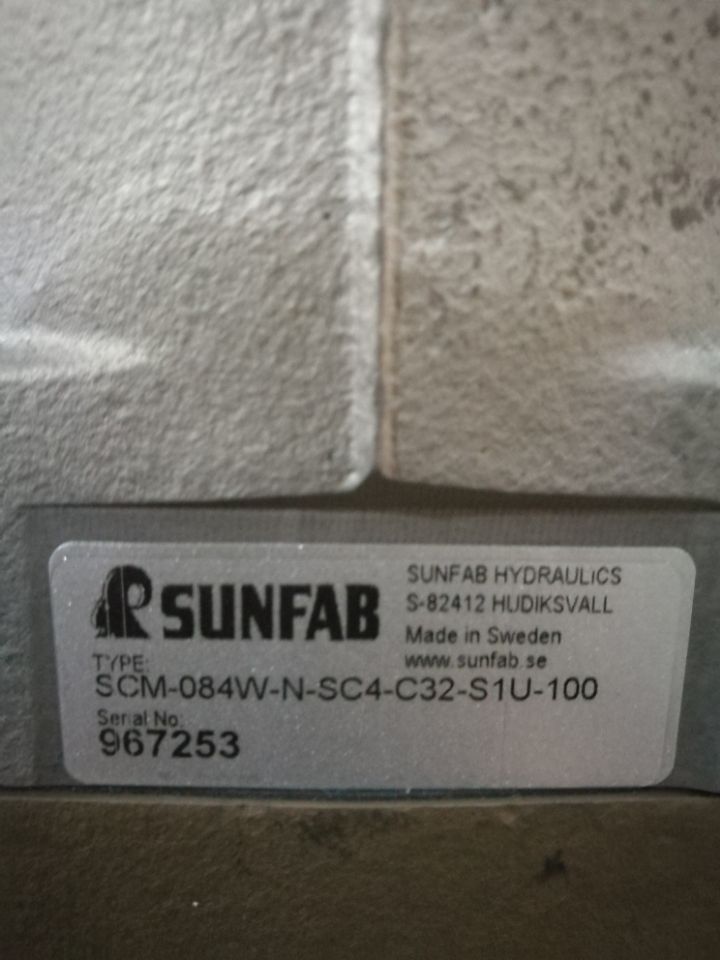 SUNFAB
SUNFAB HYDRAULICS
S-82412 HUDIKSVALL
Made in Sweden
www.sunfab.se
TYPE:
SCM-084W-N-SC4-C32-S1U-100
Serial No:
967253